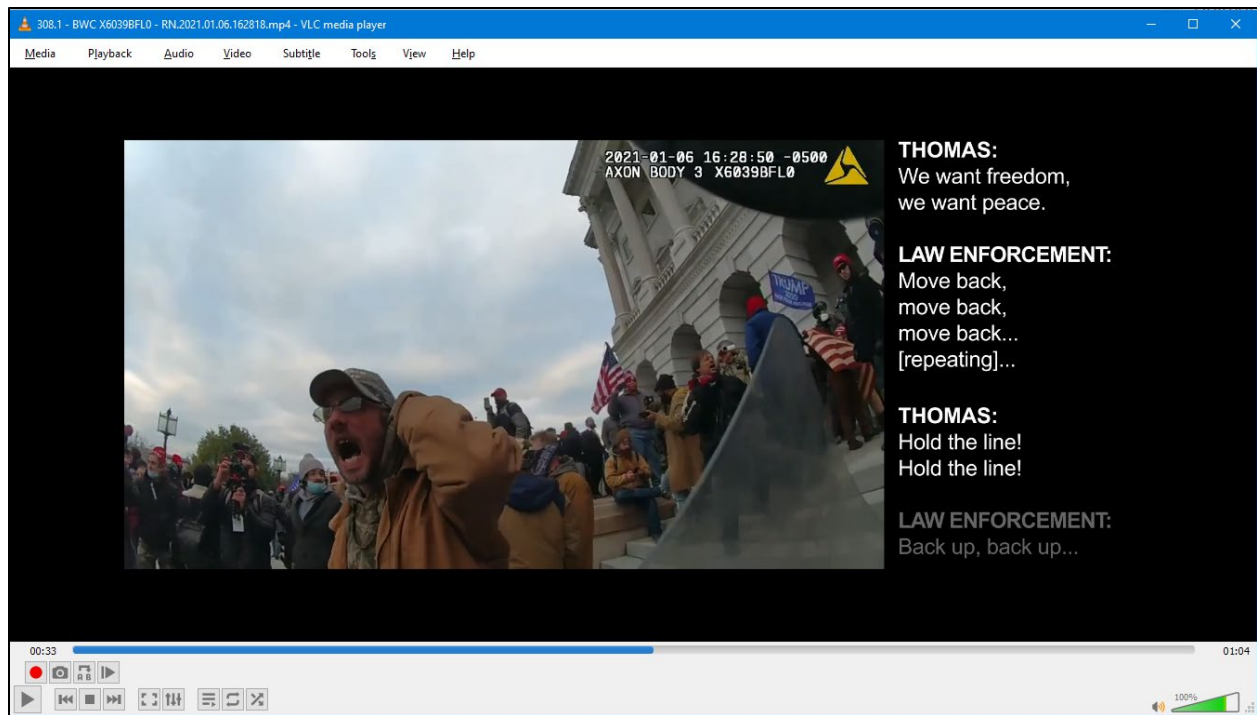 308.1 - BWC X6039BFL0 - RN.2021.01.06.162818.mp4 - VLC media player
Media Playback Audio Video Subtitle Tools View Help
2021-01-06 16:28:50 -0500
AXON BODY 3 X6039BFL0
TRUMP
THOMAS:
We want freedom,
we want peace.
LAW ENFORCEMENT:
Move back,
move back,
move back...
[repeating]...
THOMAS:
Hold the line!
Hold the line!
LAW ENFORCEMENT:
Back up, back up...
00:33
01:04
A B
100%